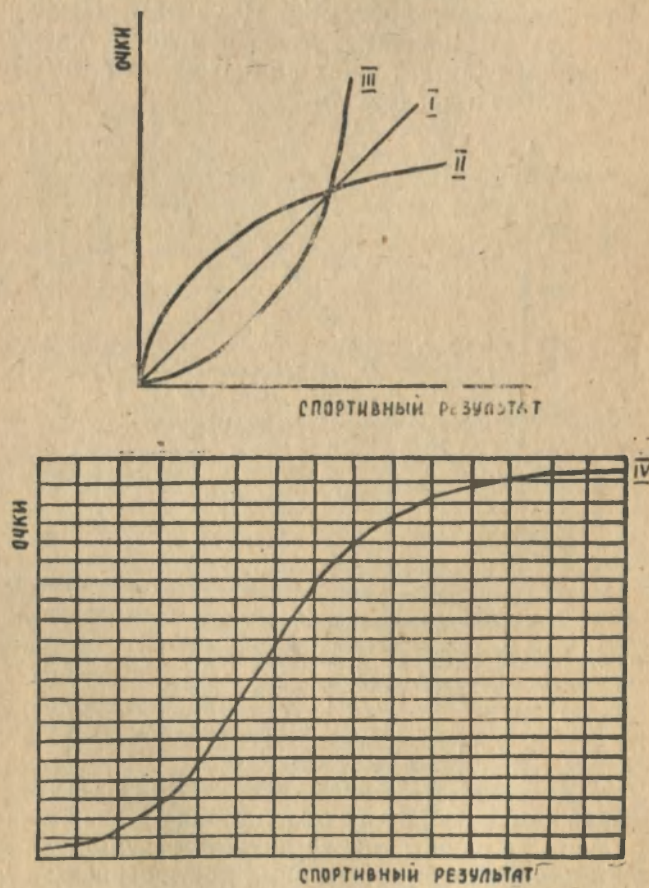 ОЧКИ
III
I
II
СПОРТИВНЫЙ РЕЗУЛЬТАТ
IV
ОЧКИ
СПОРТИВНЫЙ РЕЗУЛЬТАТ